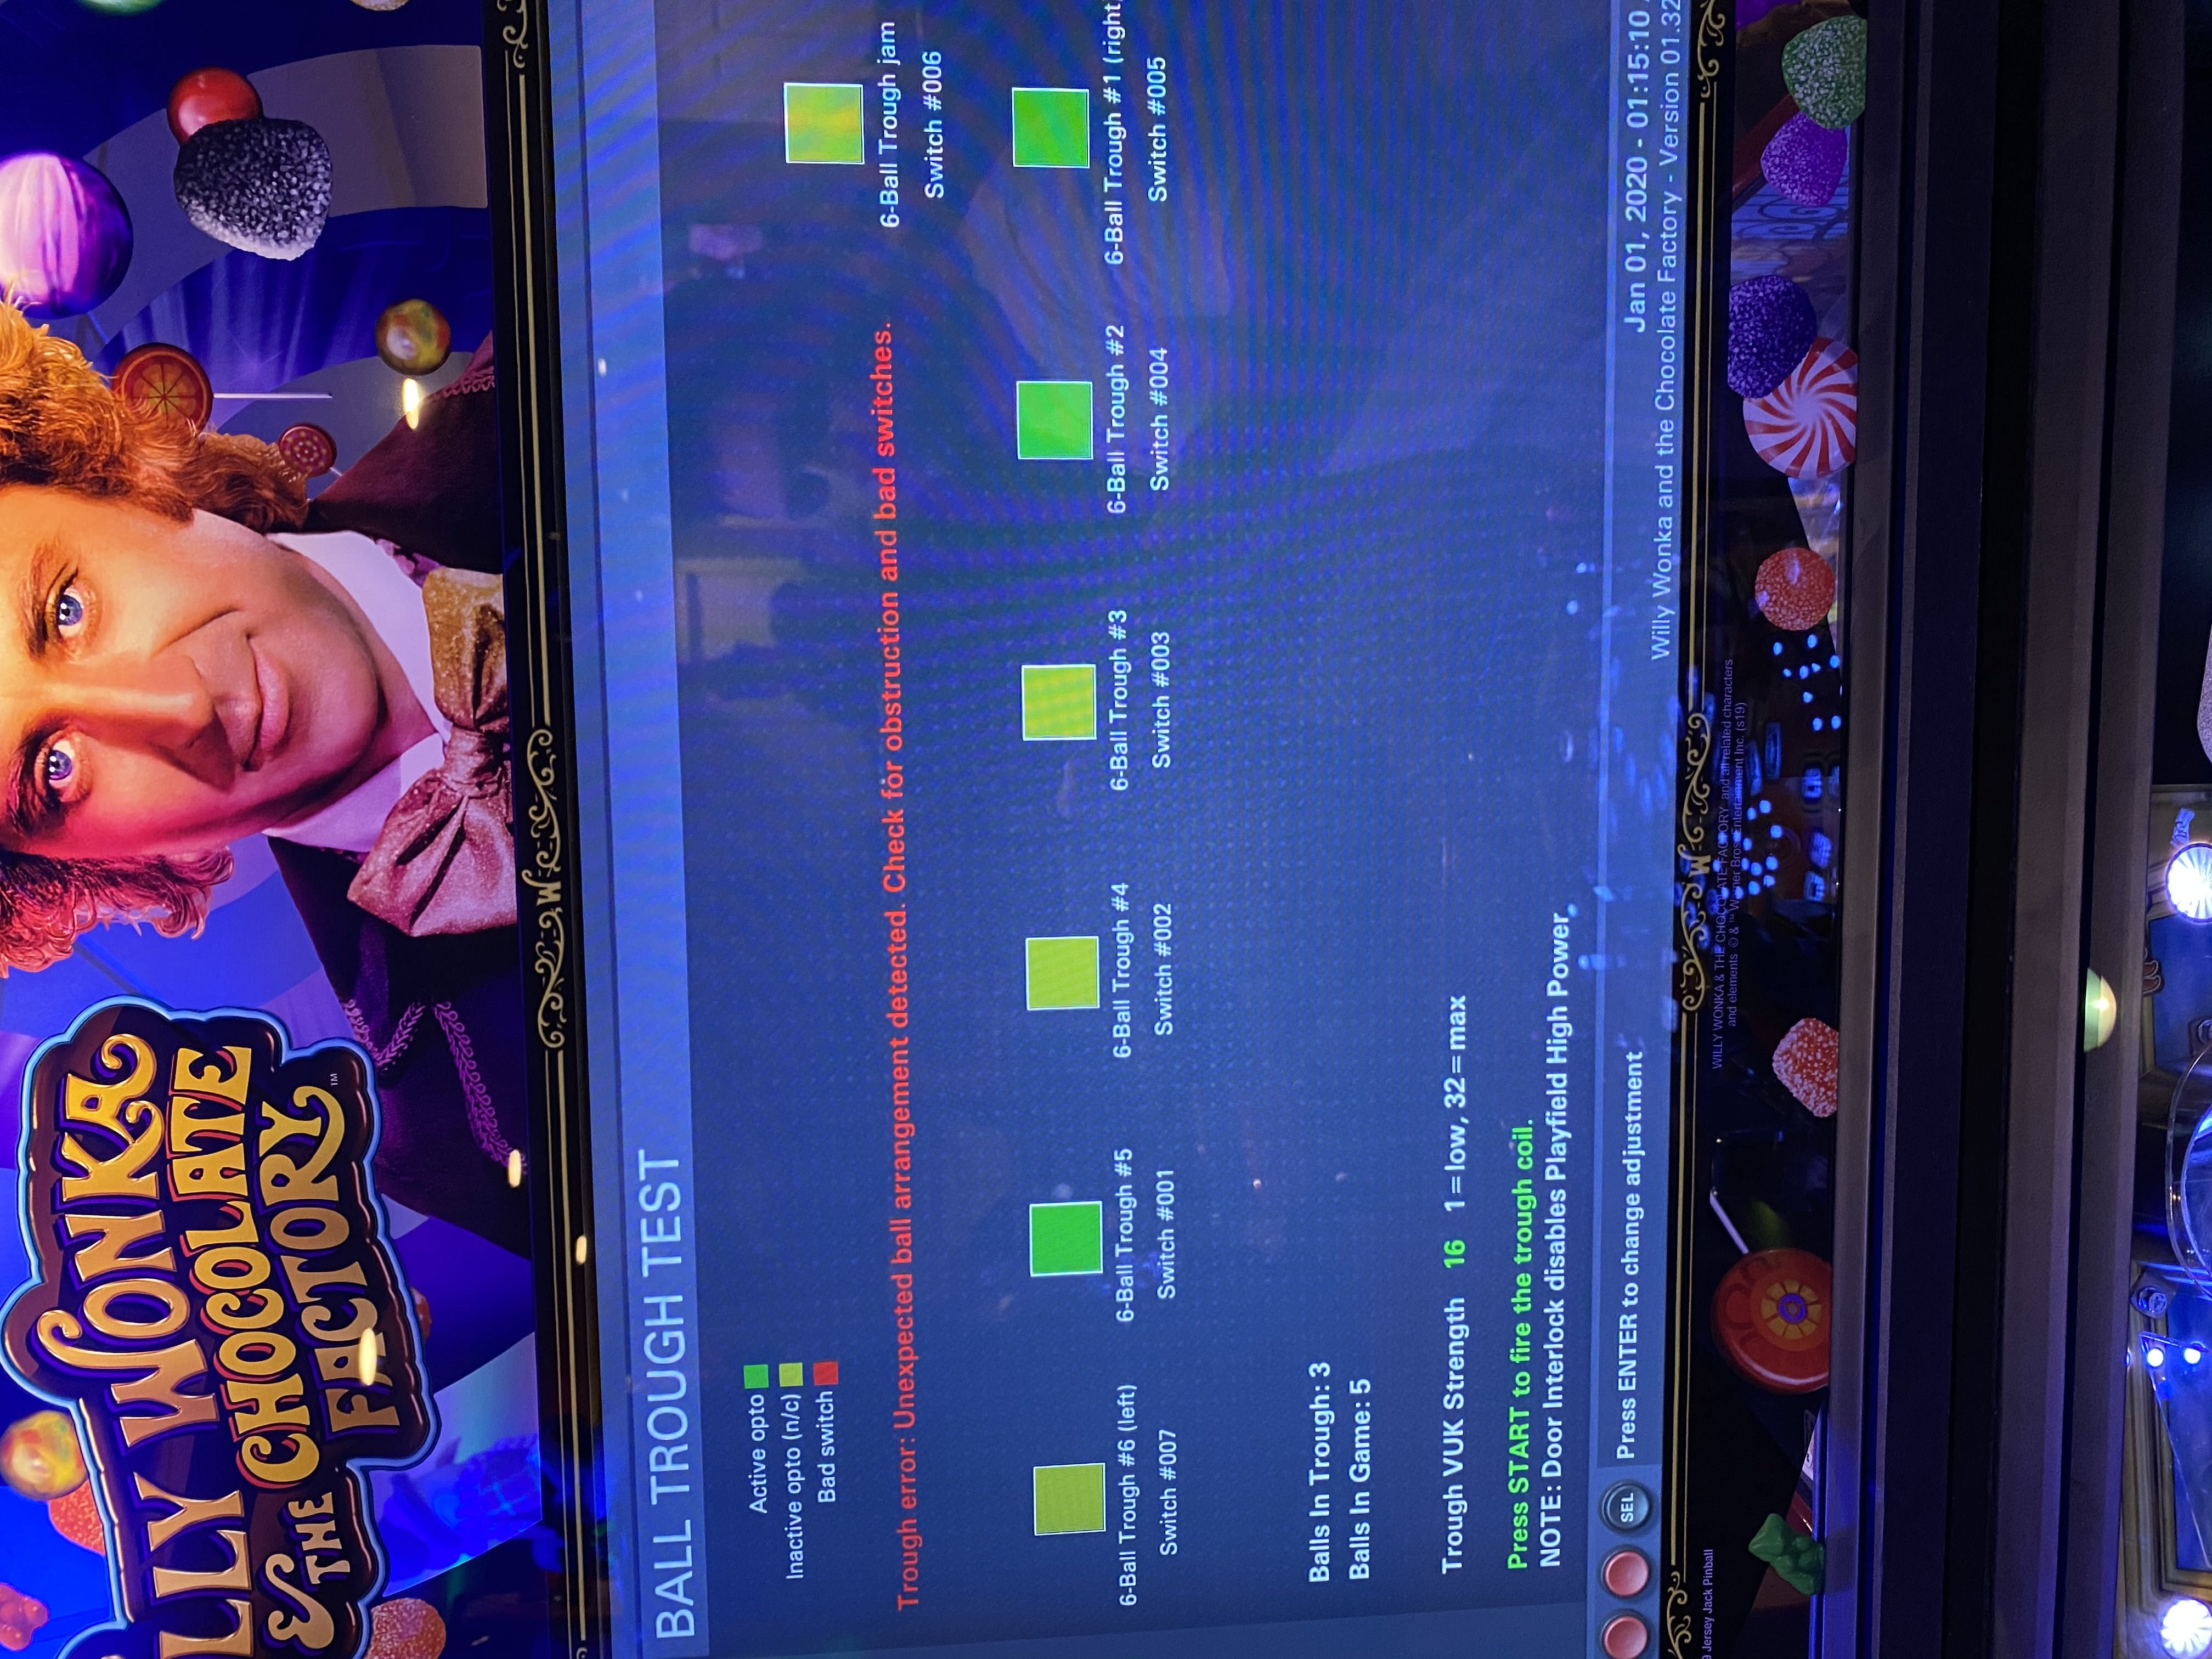 LLY WONKA
& THE CHOCOLATE
FACTORY™
W
BALL TROUGH TEST
Active opto
Inactive opto (n/c)
Bad switch
Trough error: Unexpected ball arrangement detected. Check for obstruction and bad switches.
6-Ball Trough jam
Switch #006
6-Ball Trough #6 (left) 6-Ball Trough #5 6-Ball Trough #4 6-Ball Trough #3 6-Ball Trough #2 6-Ball Trough #1 (right
Switch #007 Switch #001 Switch #002 Switch #003 Switch #004 Switch #005
Balls In Trough: 3
Balls In Game: 5
Trough VUK Strength 16 1=low, 32=max
Press START to fire the trough coil.
NOTE: Door Interlock disables Playfield High Power.
SEL Press ENTER to change adjustment
Jan 01, 2020 - 01:15:10
Willy Wonka and the Chocolate Factory - Version 01.32
W
9 Jersey Jack Pinball
WILLY WONKA & THE CHOCOLATE FACTORY and all related characters
and elements © & ™ Warner Bros. Entertainment Inc. (s19)